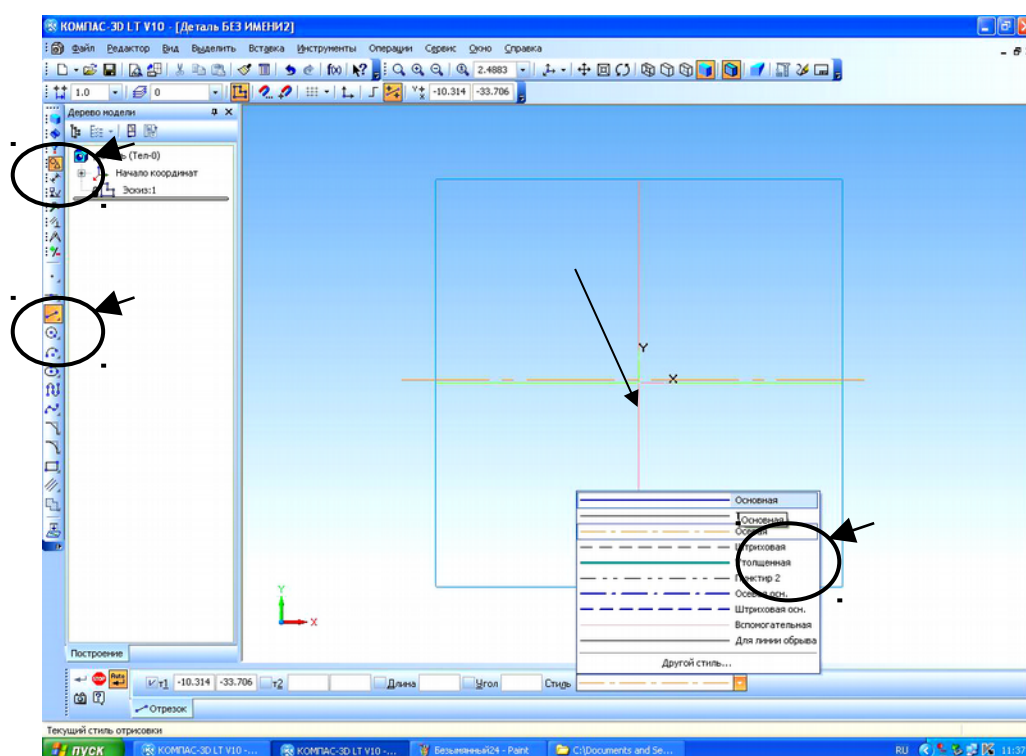 КОМПАС-3D LT V10 - [Деталь БЕЗ ИМЕНИ2]
Файл Редактор Вид Выделить Вставка Инструменты Операции Сервис Окно Справка
2.4883
1.0 0 -10.314 -33.706
Дерево модели
(Тел-0)
Начало координат
Эскиз:1
Y
X
Основная
Основная
Осевая
Штриховая
Утолщенная
Пунктир 2
Осевая осн.
Штриховая осн.
Вспомогательная
Для линии обрыва
Другой стиль...
Y
X
Построение
STOP Auto
т1 -10.314 -33.706 т2 Длина Угол Стиль
Отрезок
Текущий стиль отрисовки
пуск КОМПАС-3D LT V10 -... КОМПАС-3D LT V10 -... Безымянный24 - Paint C:\Documents and Se... RU 11:37